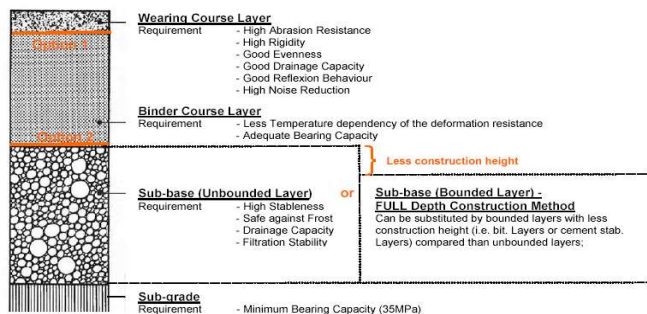 Wearing Course Layer
Requirement - High Abrasion Resistance
- High Rigidity
- Good Evenness
- Good Drainage Capacity
- Good Reflexion Behaviour
- High Noise Reduction
Option 1
Binder Course Layer
Requirement - Less Temperature dependency of the deformation resistance
- Adequate Bearing Capacity
Option 2
Less construction height
Sub-base (Unbounded Layer)
Requirement - High Stableness
- Safe against Frost
- Drainage Capacity
- Filtration Stability
or
Sub-base (Bounded Layer) -
FULL Depth Construction Method
Can be substituted by bounded layers with less
construction height (i.e. bit. Layers or cement stab.
Layers) compared than unbounded layers;
Sub-grade
Requirement - Minimum Bearing Capacity (35MPa)